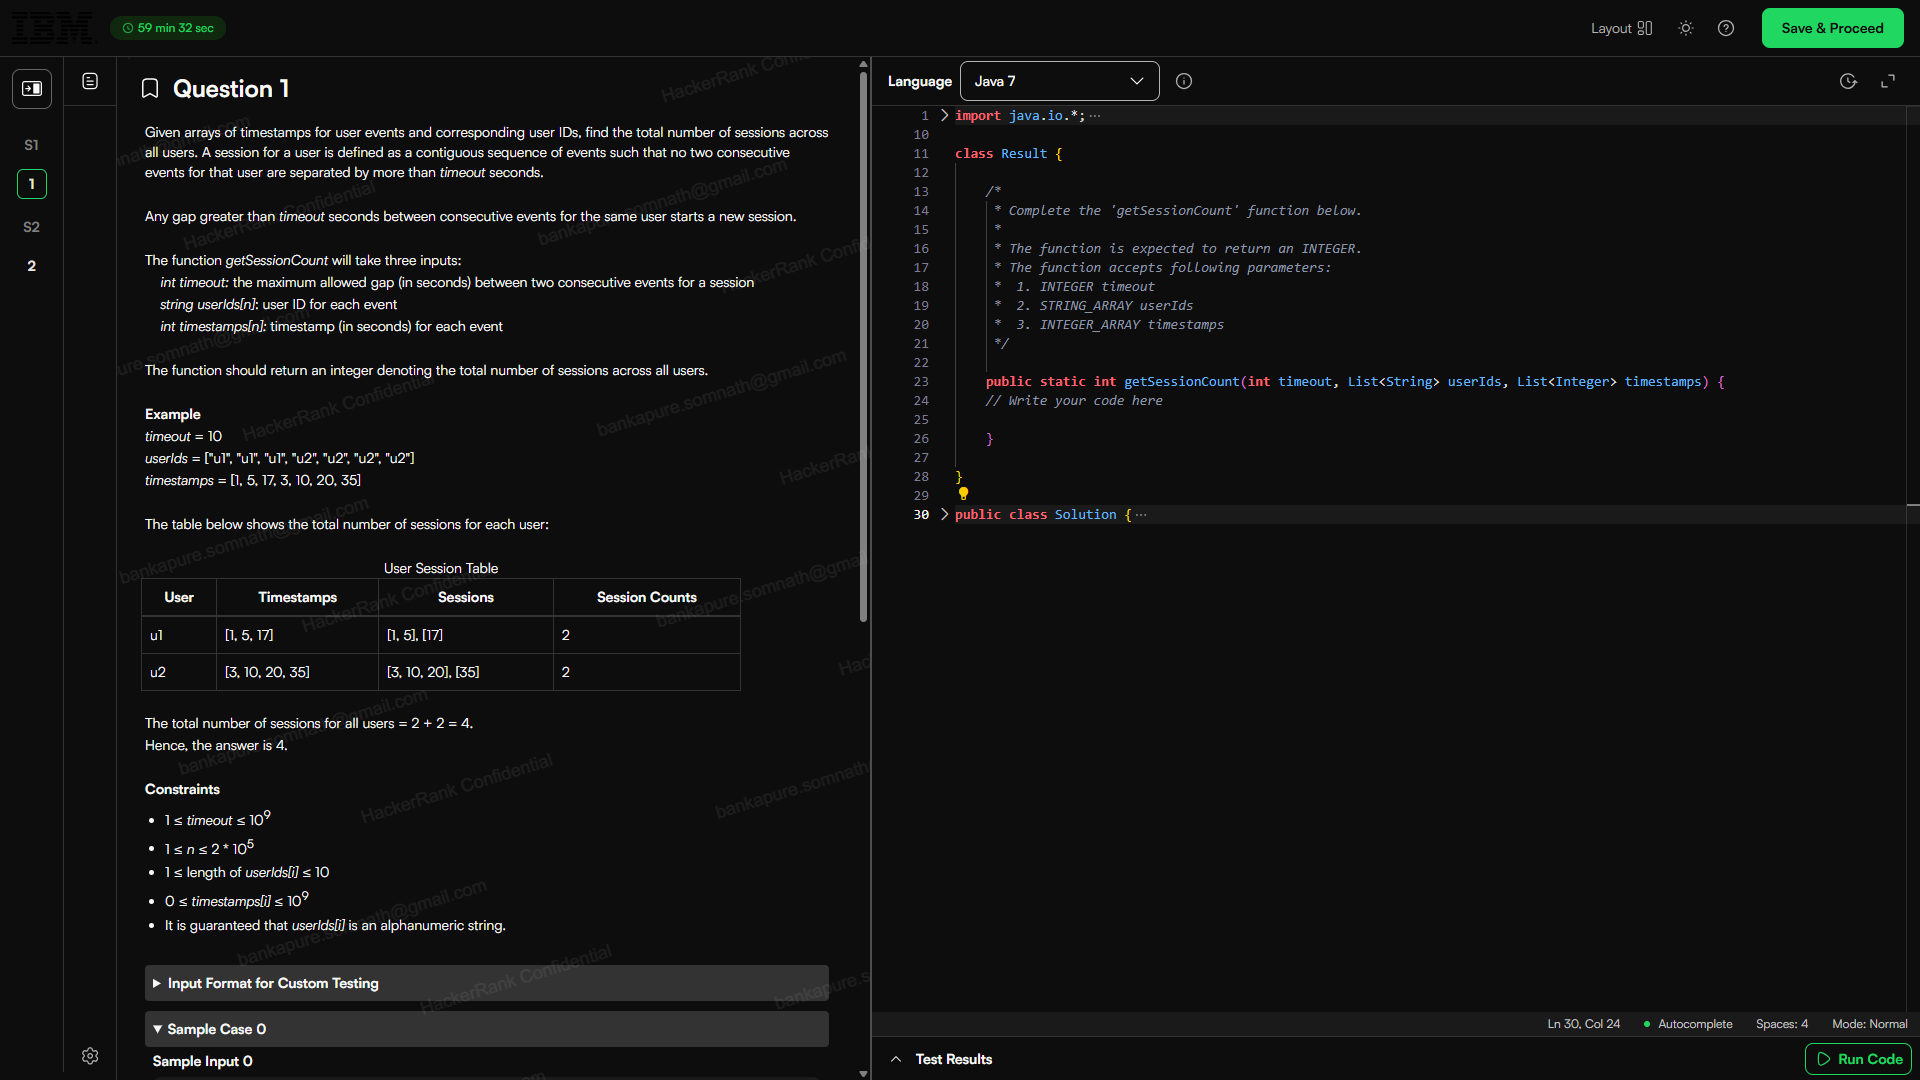 IBM
59 min 32 sec
Layout
Save & Proceed
S1
1
S2
2
Question 1
Given arrays of timestamps for user events and corresponding user IDs, find the total number of sessions across
all users. A session for a user is defined as a contiguous sequence of events such that no two consecutive
events for that user are separated by more than timeout seconds.
Any gap greater than timeout seconds between consecutive events for the same user starts a new session.
The function getSessionCount will take three inputs:
int timeout: the maximum allowed gap (in seconds) between two consecutive events for a session
string userIds[n]: user ID for each event
int timestamps[n]: timestamp (in seconds) for each event
The function should return an integer denoting the total number of sessions across all users.
Example
timeout = 10
userIds = ["u1", "u1", "u1", "u2", "u2", "u2", "u2"]
timestamps = [1, 5, 17, 3, 10, 20, 35]
The table below shows the total number of sessions for each user:
User Session Table
User Timestamps Sessions Session Counts
u1 [1, 5, 17] [1, 5], [17] 2
u2 [3, 10, 20, 35] [3, 10, 20], [35] 2
The total number of sessions for all users = 2 + 2 = 4.
Hence, the answer is 4.
Constraints
• 1 ≤ timeout ≤ 10⁹
• 1 ≤ n ≤ 2 * 10⁵
• 1 ≤ length of userIds[i] ≤ 10
• 0 ≤ timestamps[i] ≤ 10⁹
• It is guaranteed that userIds[i] is an alphanumeric string.
Input Format for Custom Testing
Sample Case 0
Sample Input 0
HackerRank Confidential
bankapure.somnath@gmail.com
Language
Java 7
1 import java.io.*; ···
10
11 class Result {
12
13 /*
14 * Complete the 'getSessionCount' function below.
15 *
16 * The function is expected to return an INTEGER.
17 * The function accepts following parameters:
18 * 1. INTEGER timeout
19 * 2. STRING_ARRAY userIds
20 * 3. INTEGER_ARRAY timestamps
21 */
22
23 public static int getSessionCount(int timeout, List<String> userIds, List<Integer> timestamps) {
24 // Write your code here
25
26 }
27
28 }
29
30 public class Solution { ···
Ln 30, Col 24
Autocomplete
Spaces: 4
Mode: Normal
Test Results
Run Code